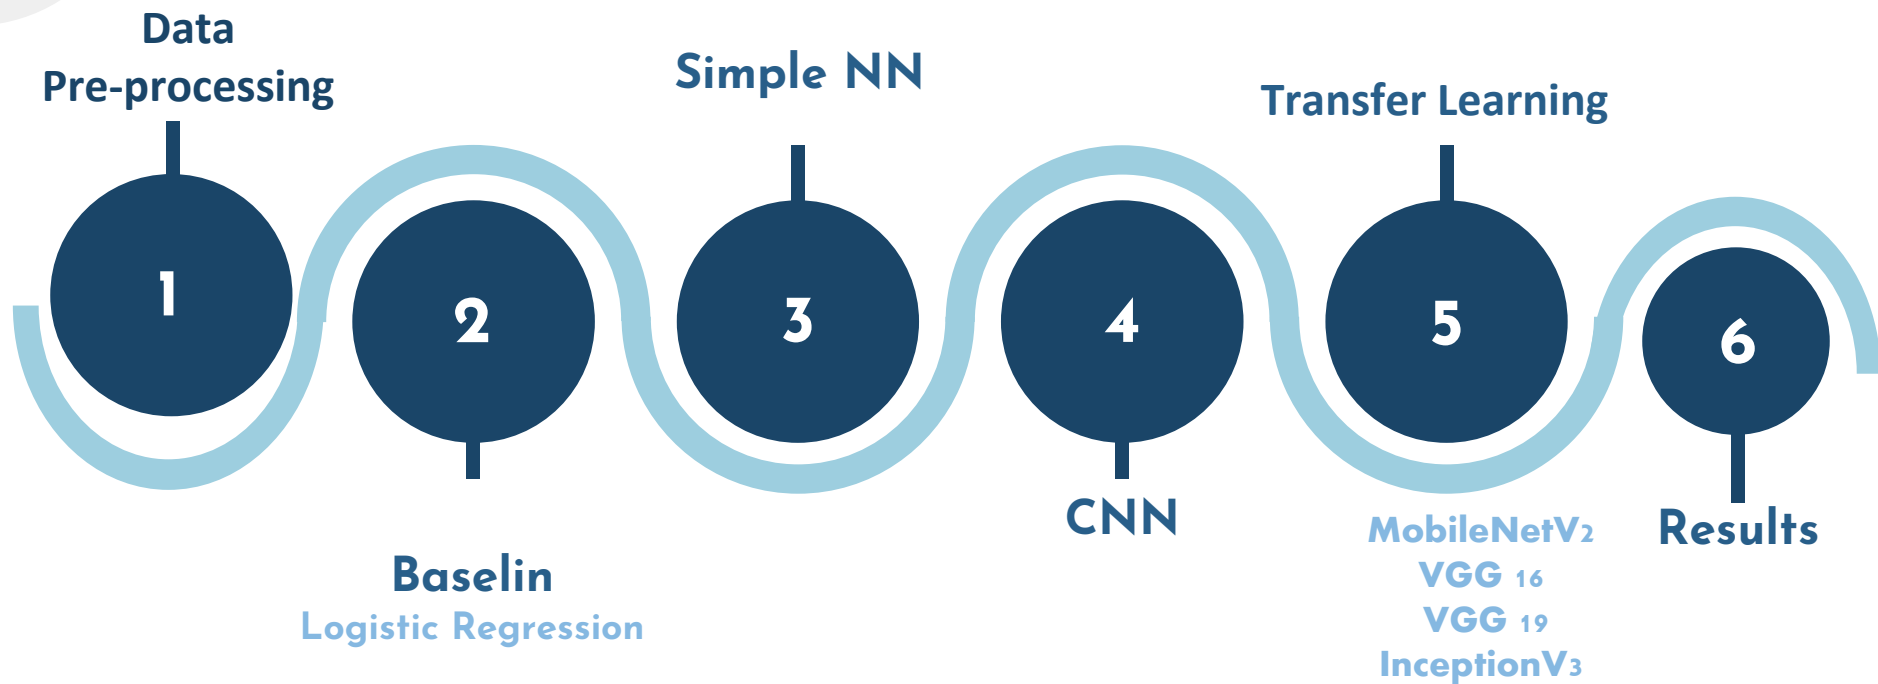 Data
Pre-processing
1
2
Baselin
Logistic Regression
Simple NN
3
4
CNN
Transfer Learning
5
MobileNetV2
VGG 16
VGG 19
InceptionV3
6
Results